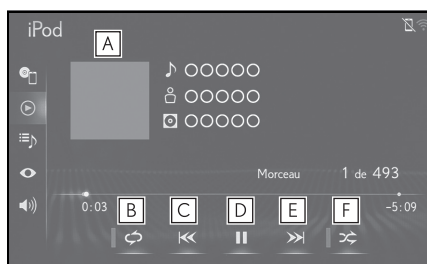 iPod
A
OOOOO
OOOOO
OOOOO
Morceau 1 de 493
0:03 -5:09
B C D E F